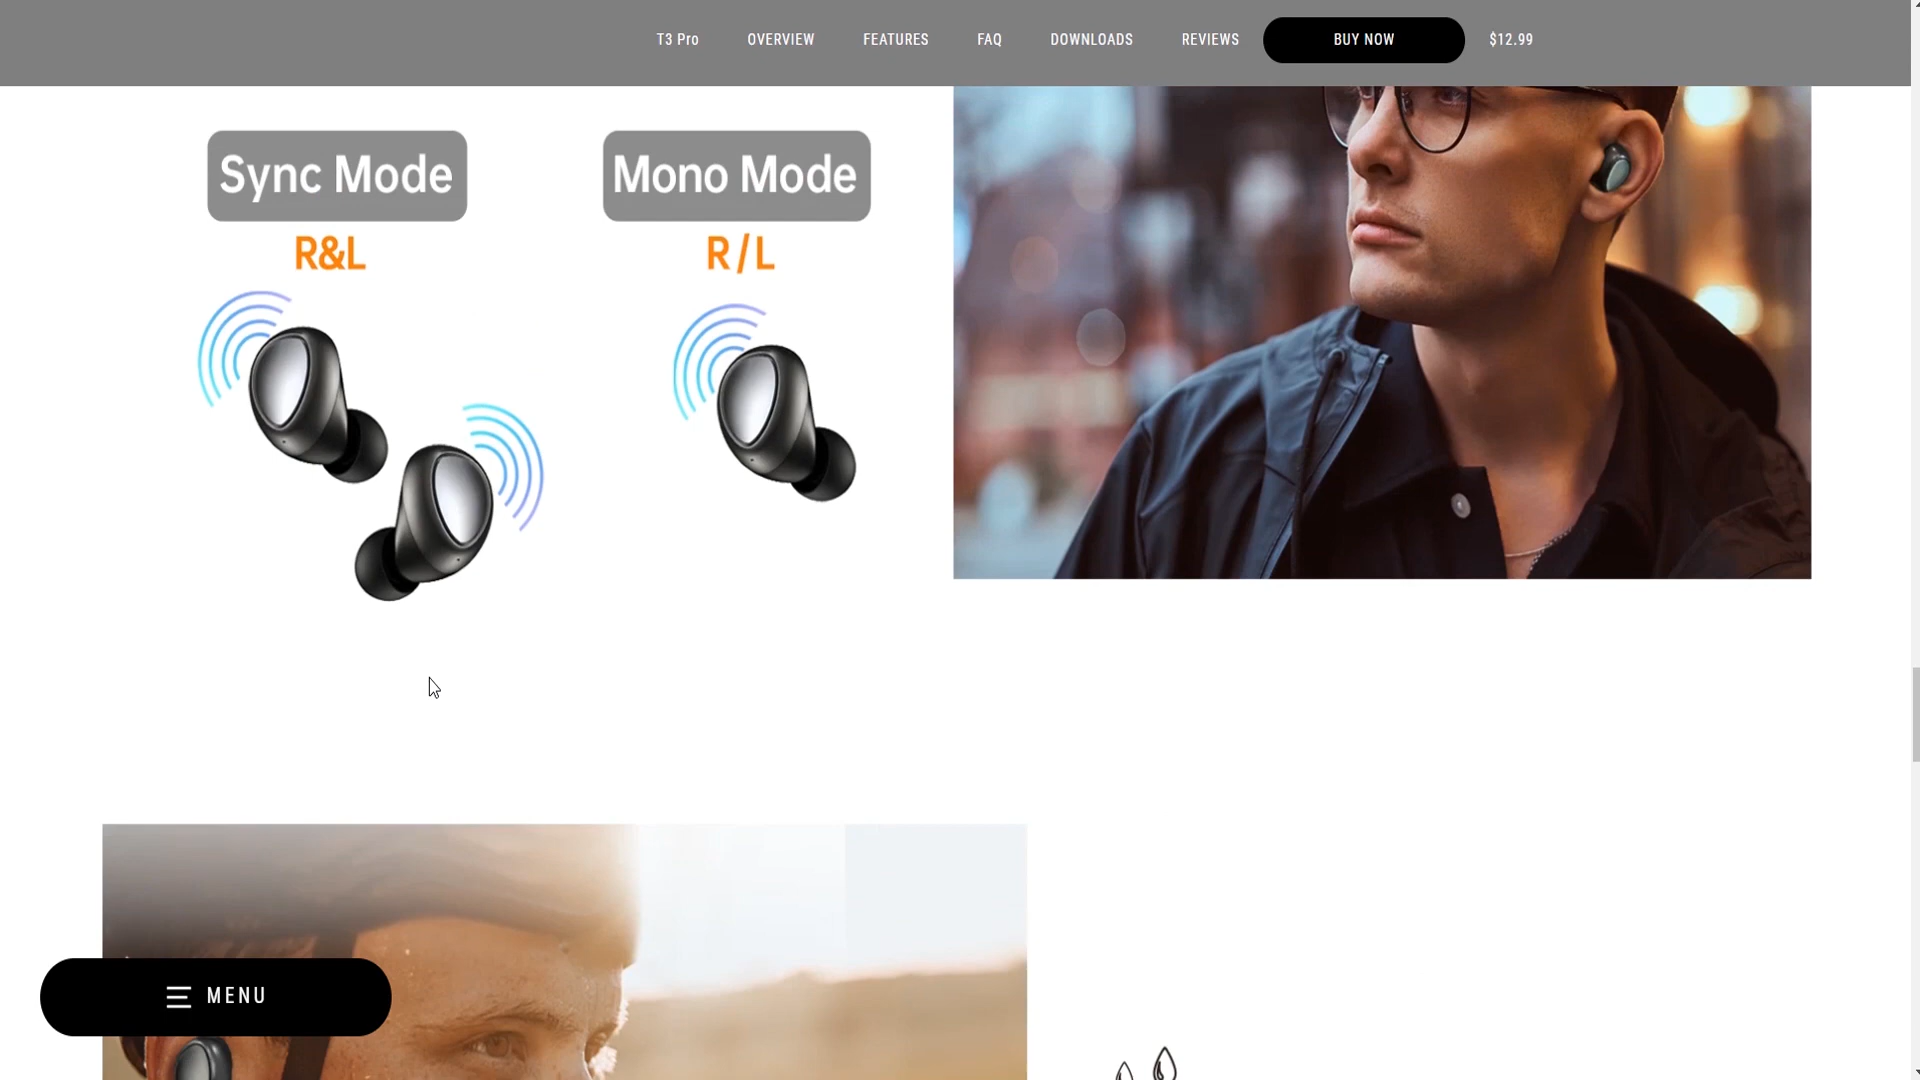 T3 Pro OVERVIEW FEATURES FAQ DOWNLOADS REVIEWS BUY NOW $12.99
Sync Mode
R&L
Mono Mode
R/L
MENU